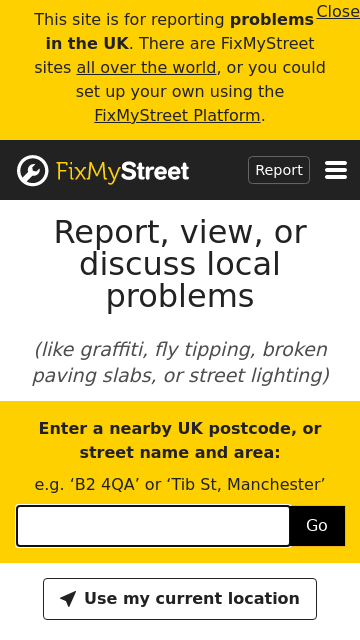 This site is for reporting problems Close
in the UK. There are FixMyStreet
sites all over the world, or you could
set up your own using the
FixMyStreet Platform.
FixMyStreet Report
Report, view, or
discuss local
problems
(like graffiti, fly tipping, broken
paving slabs, or street lighting)
Enter a nearby UK postcode, or
street name and area:
e.g. ‘B2 4QA’ or ‘Tib St, Manchester’
Go
Use my current location